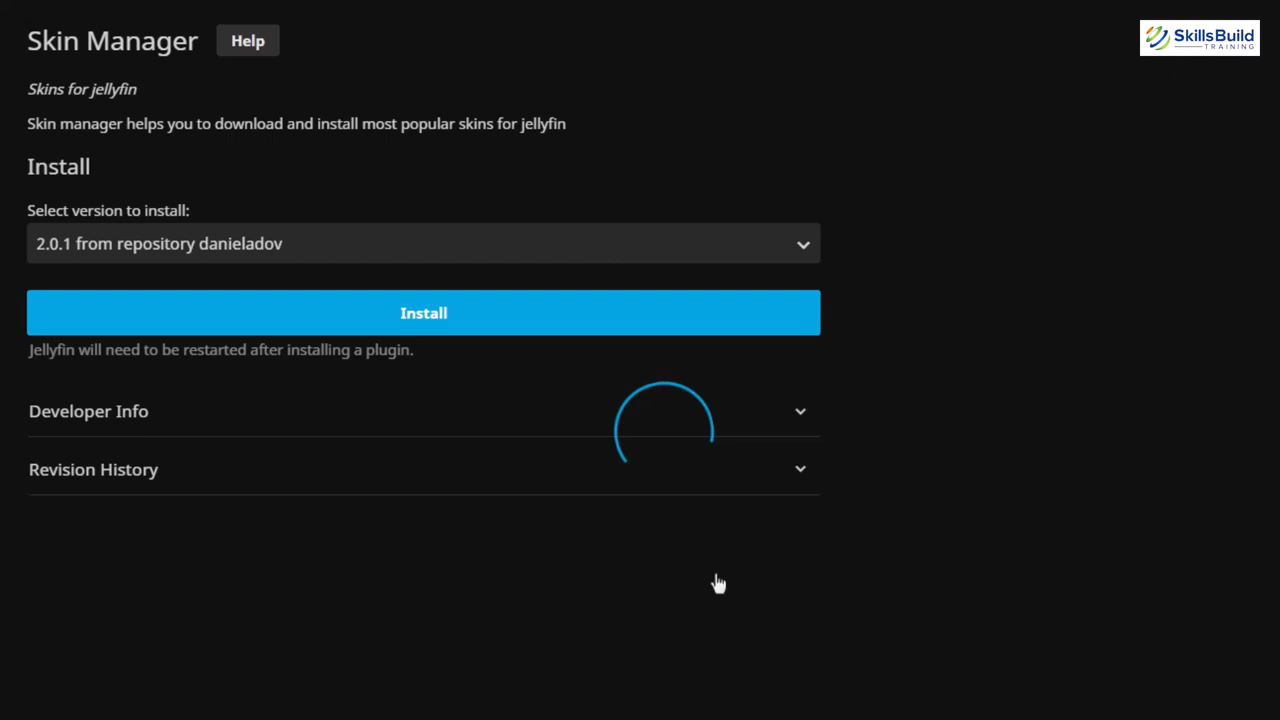 Skin Manager
Help
SkillsBuild
TRAINING
Skins for jellyfin
Skin manager helps you to download and install most popular skins for jellyfin
Install
Select version to install:
2.0.1 from repository danieladov
Install
Jellyfin will need to be restarted after installing a plugin.
Developer Info
Revision History